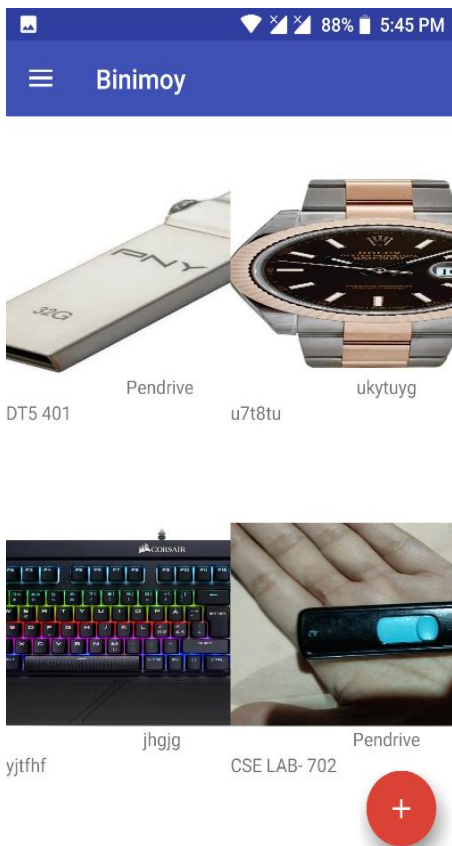 88% 5:45 PM
Binimoy
PNY
32G
ROLEX
Pendrive
DT5 401
ukytuyg
u7t8tu
CORSAIR
jhgjg
yjtfhf
Pendrive
CSE LAB- 702
+